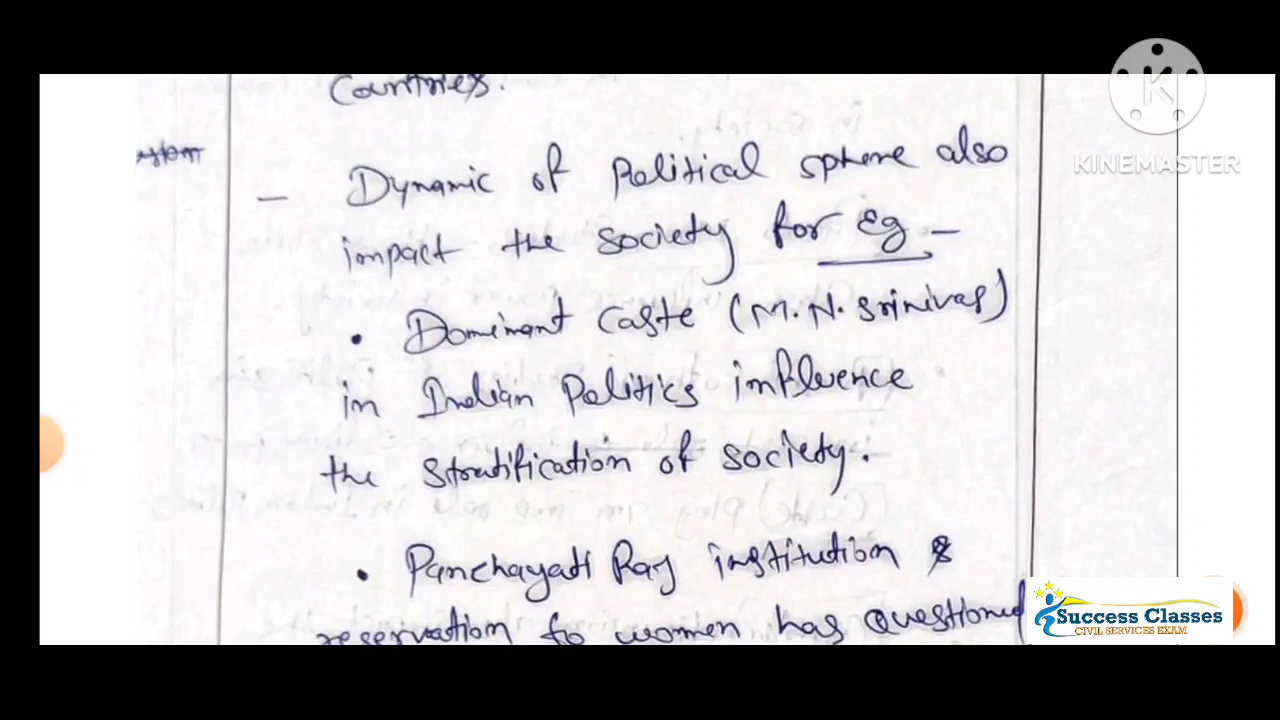 Countries.
- Dynamic of Political sphere also
impact the society for Eg -
• Dominant Caste (M.N. Srinivas)
in Indian Politics influence
the stratification of society.
• Panchayati Raj institution &
reservation to women has questioned
KINEMASTER
Success Classes
CIVIL SERVICES EXAM